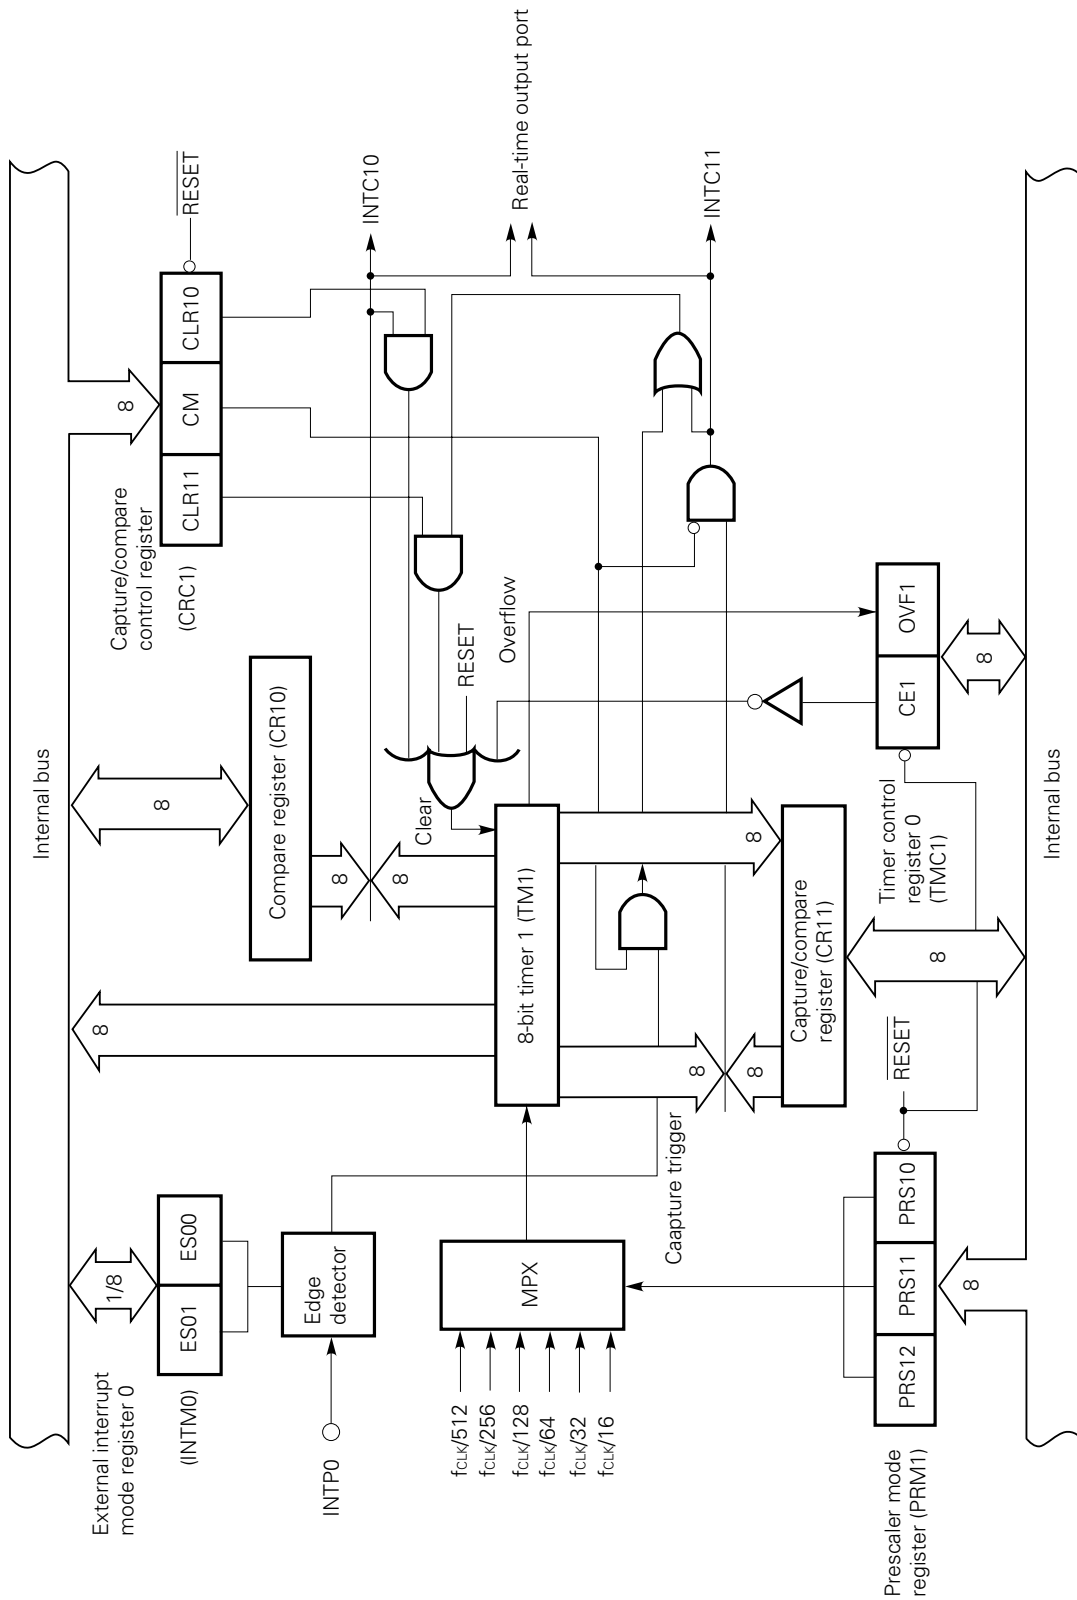 Internal bus
External interrupt
mode register 0
(INTM0)
1/8
ES01
ES00
8
8
Capture/compare
control register
(CRC1)
8
CLR11
CM
CLR10
RESET
INTP0
Edge
detector
Compare register (CR10)
8
8
INTC10
fCLK/512
fCLK/256
fCLK/128
fCLK/64
fCLK/32
fCLK/16
MPX
8-bit timer 1 (TM1)
Clear
RESET
Overflow
Real-time output port
Caapture trigger
8
8
8
INTC11
Capture/compare
register (CR11)
Prescaler mode
register (PRM1)
PRS12
PRS11
PRS10
RESET
8
8
Timer control
register 0
(TMC1)
CE1
OVF1
8
Internal bus